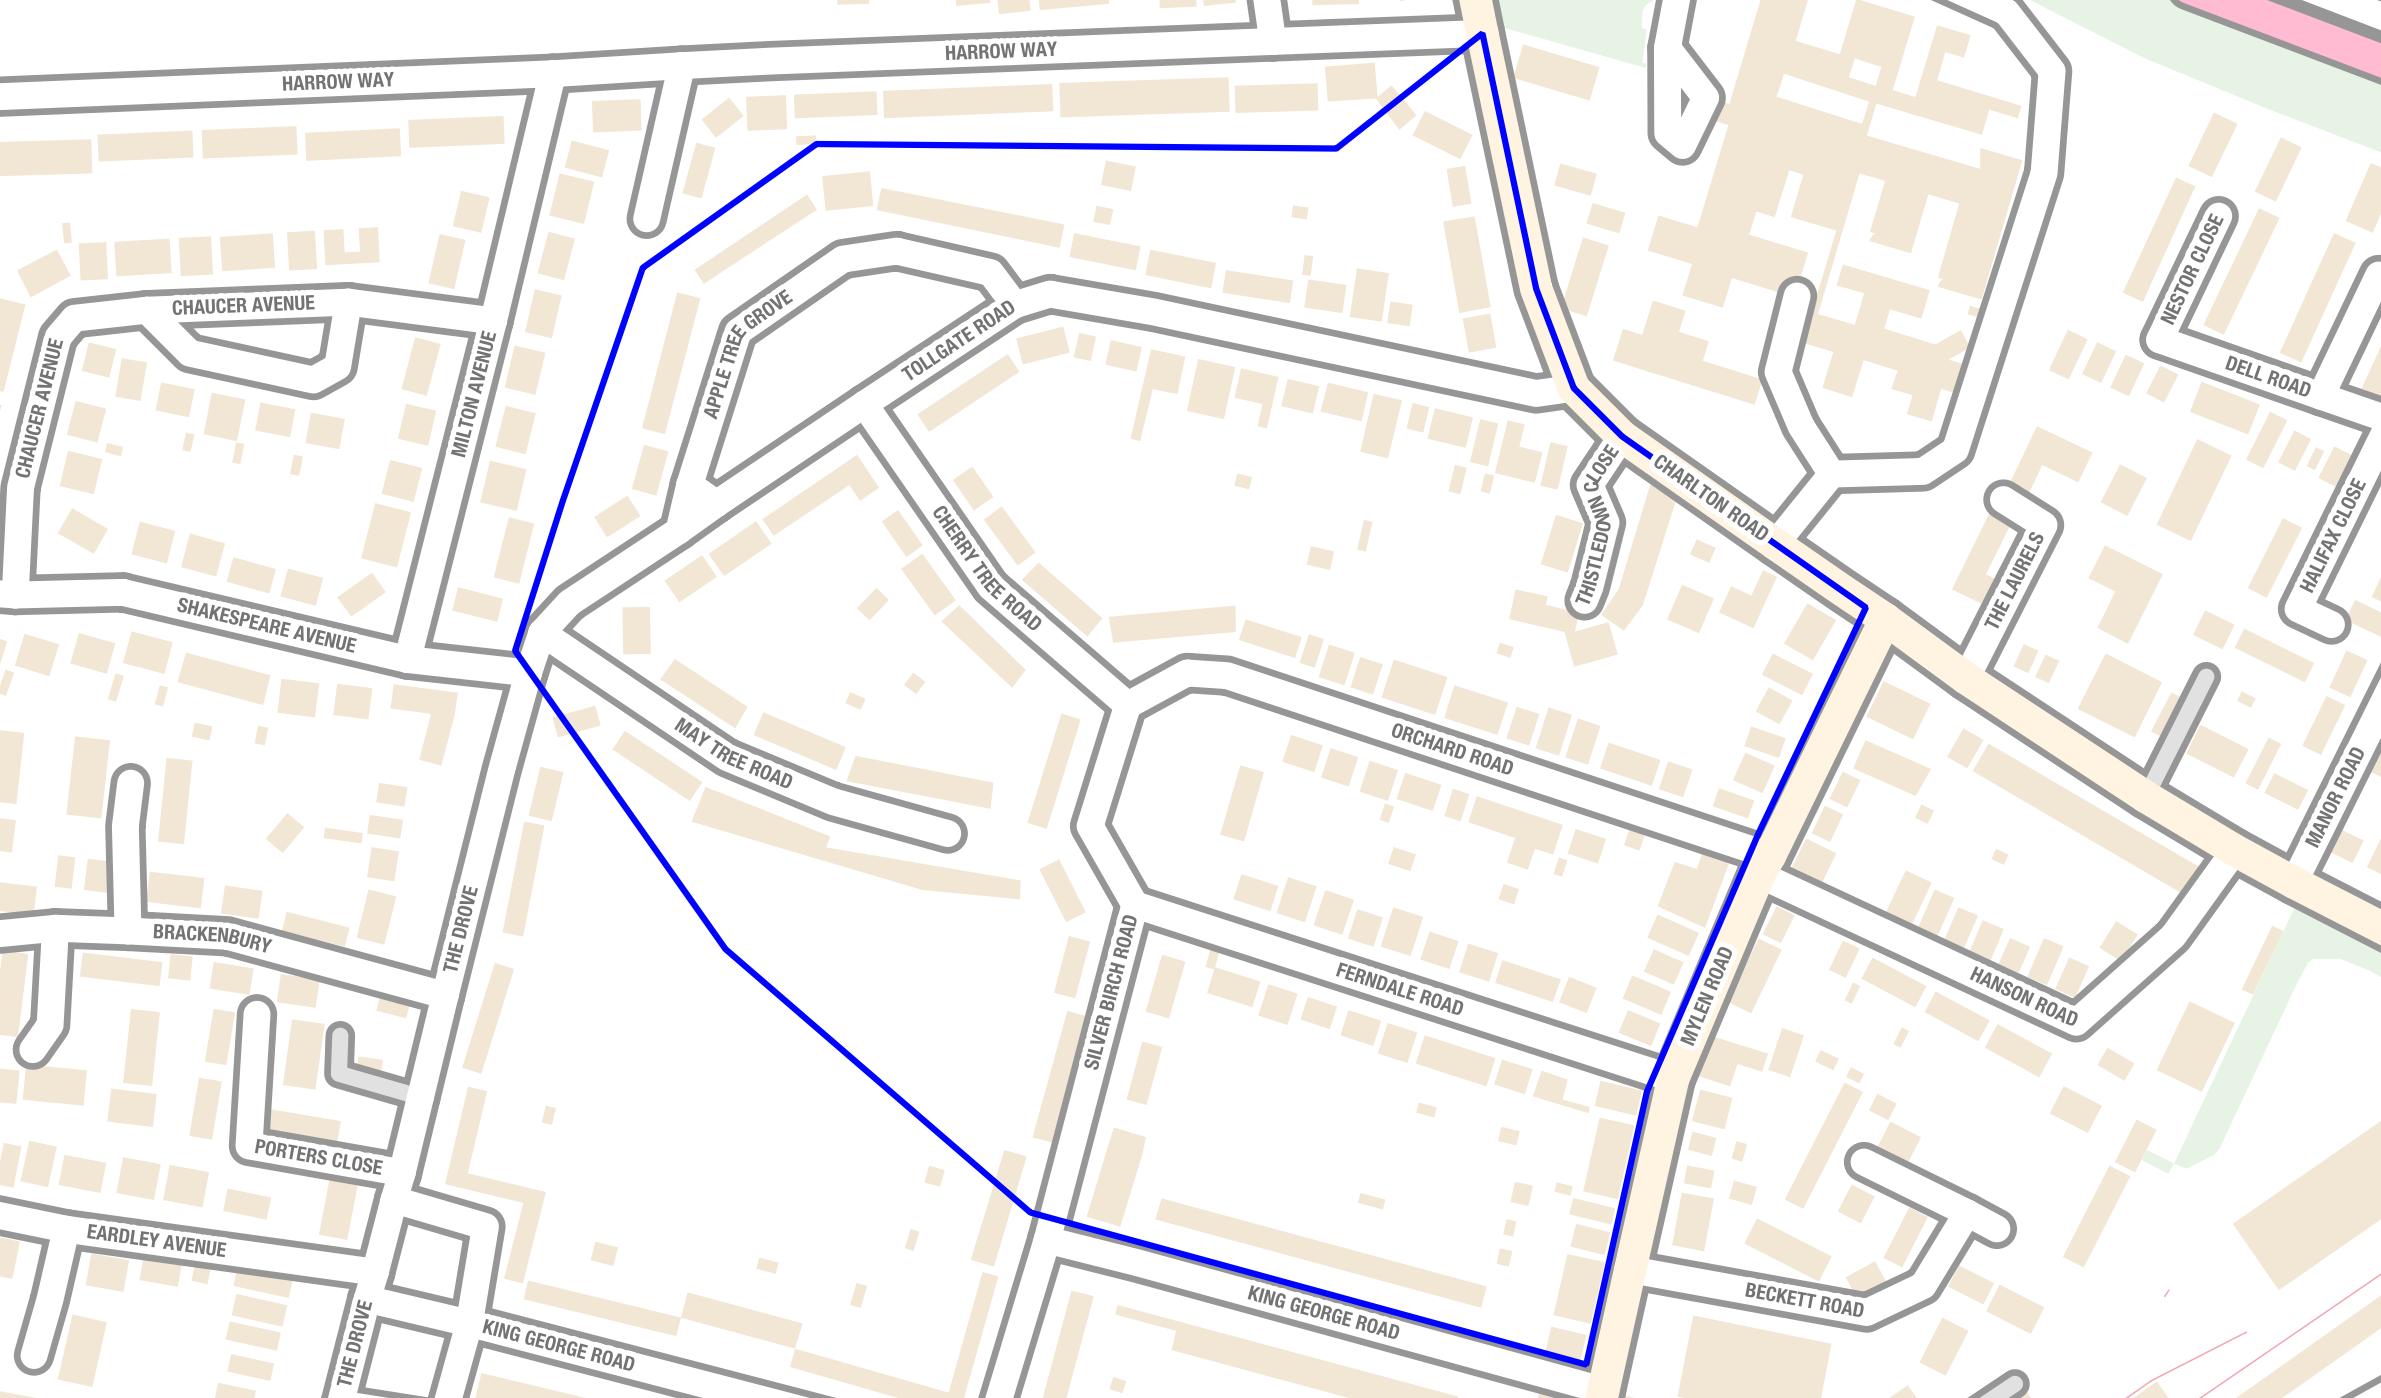 HARROW WAY
HARROW WAY
CHAUCER AVENUE
CHAUCER AVENUE
MILTON AVENUE
APPLE TREE GROVE
TOLLGATE ROAD
NESTOR CLOSE
DELL ROAD
HALIFAX CLOSE
THISTLEDOWN CLOSE
CHARLTON ROAD
THE LAURELS
CHERRY TREE ROAD
SHAKESPEARE AVENUE
MAY TREE ROAD
ORCHARD ROAD
MANOR ROAD
BRACKENBURY
THE DROVE
SILVER BIRCH ROAD
FERNDALE ROAD
MYLEN ROAD
HANSON ROAD
PORTERS CLOSE
EARDLEY AVENUE
THE DROVE
KING GEORGE ROAD
KING GEORGE ROAD
BECKETT ROAD